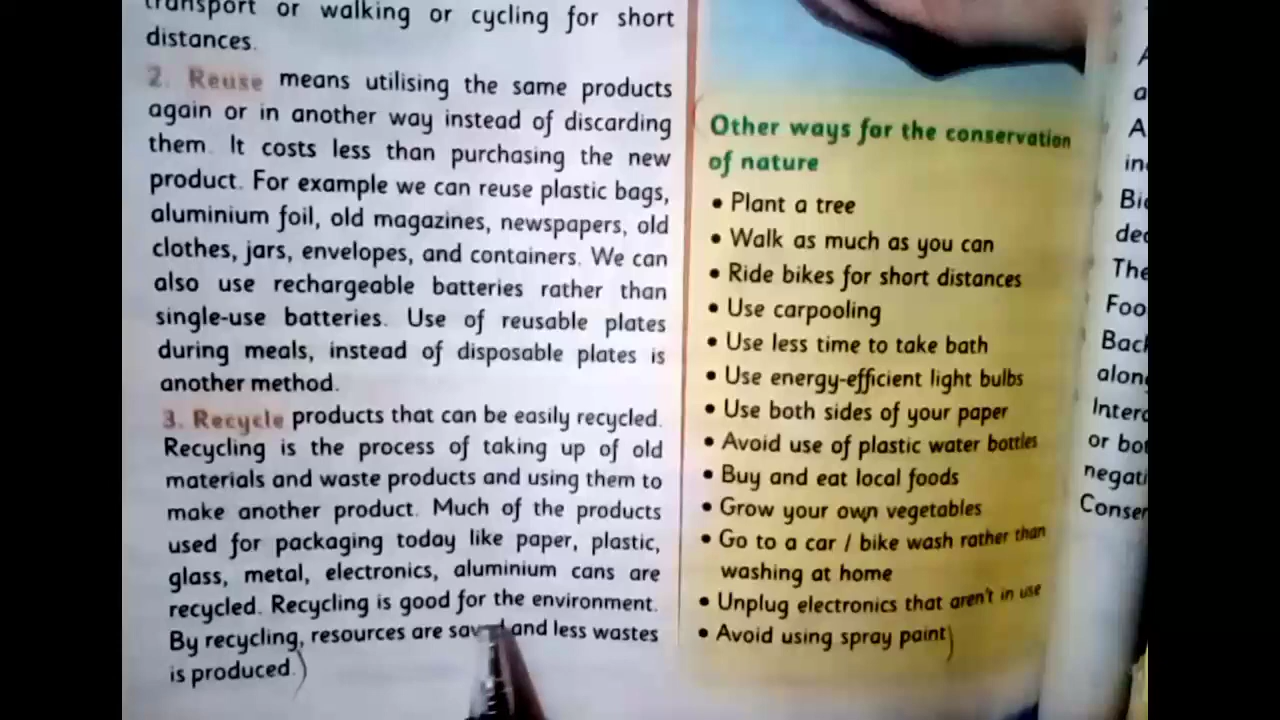 transport or walking or cycling for short
distances.
2. Reuse means utilising the same products
again or in another way instead of discarding
them. It costs less than purchasing the new
product. For example we can reuse plastic bags,
aluminium foil, old magazines, newspapers, old
clothes, jars, envelopes, and containers. We can
also use rechargeable batteries rather than
single-use batteries. Use of reusable plates
during meals, instead of disposable plates is
another method.
3. Recycle products that can be easily recycled.
Recycling is the process of taking up of old
materials and waste products and using them to
make another product. Much of the products
used for packaging today like paper, plastic,
glass, metal, electronics, aluminium cans are
recycled. Recycling is good for the environment.
By recycling, resources are and less wastes
is produced.
Other ways for the conservation
of nature
• Plant a tree
• Walk as much as you can
• Ride bikes for short distances
• Use carpooling
• Use less time to take bath
• Use energy-efficient light bulbs
• Use both sides of your paper
• Avoid use of plastic water bottles
• Buy and eat local foods
• Grow your own vegetables
• Go to a car / bike wash rather than
washing at home
• Unplug electronics that aren't in use
• Avoid using spray paint
The
or